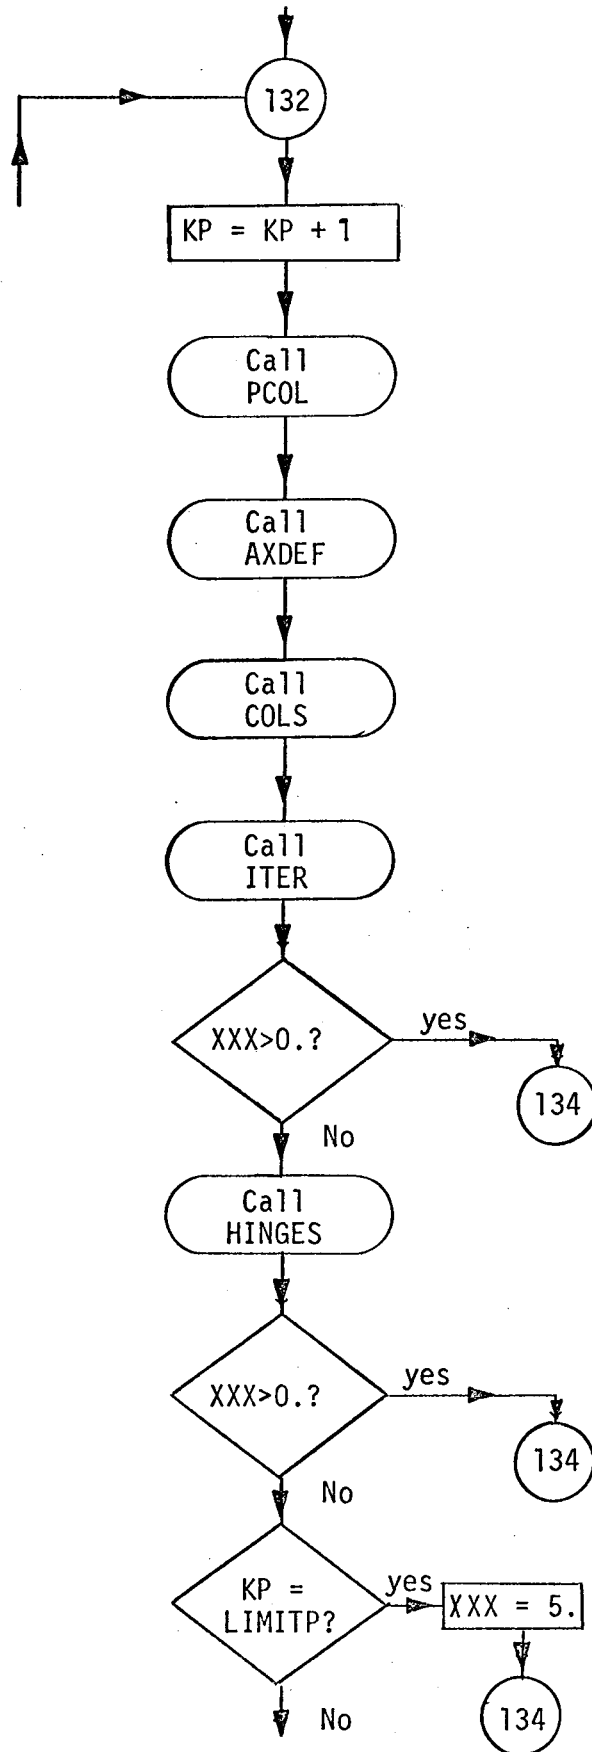 132
KP = KP + 1
Call
PCOL
Call
AXDEF
Call
COLS
Call
ITER
XXX>0.?
yes
134
No
Call
HINGES
XXX>0.?
yes
134
No
KP =
LIMITP?
yes
XXX = 5.
134
No